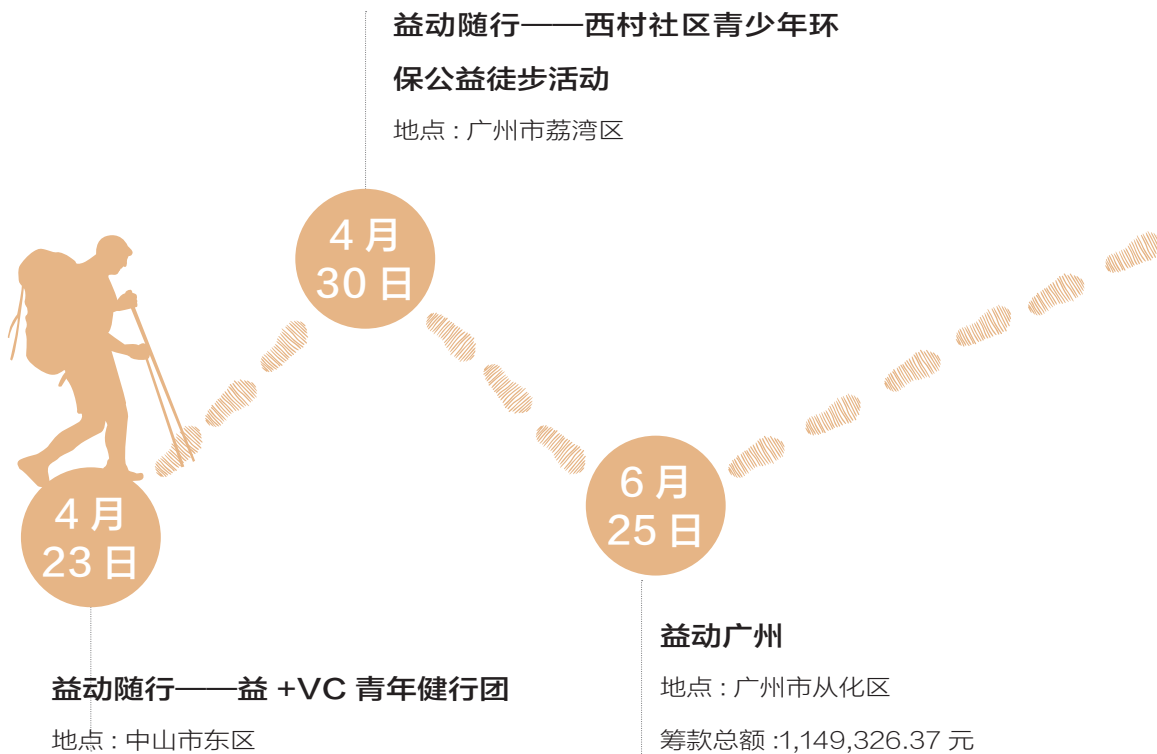 益动随行——西村社区青少年环
保公益徒步活动
地点 : 广州市荔湾区
4 月
30 日
4 月
23 日
6 月
25 日
益动随行——益 +VC 青年健行团
地点 : 中山市东区
益动广州
地点 : 广州市从化区
筹款总额 :1,149,326.37 元